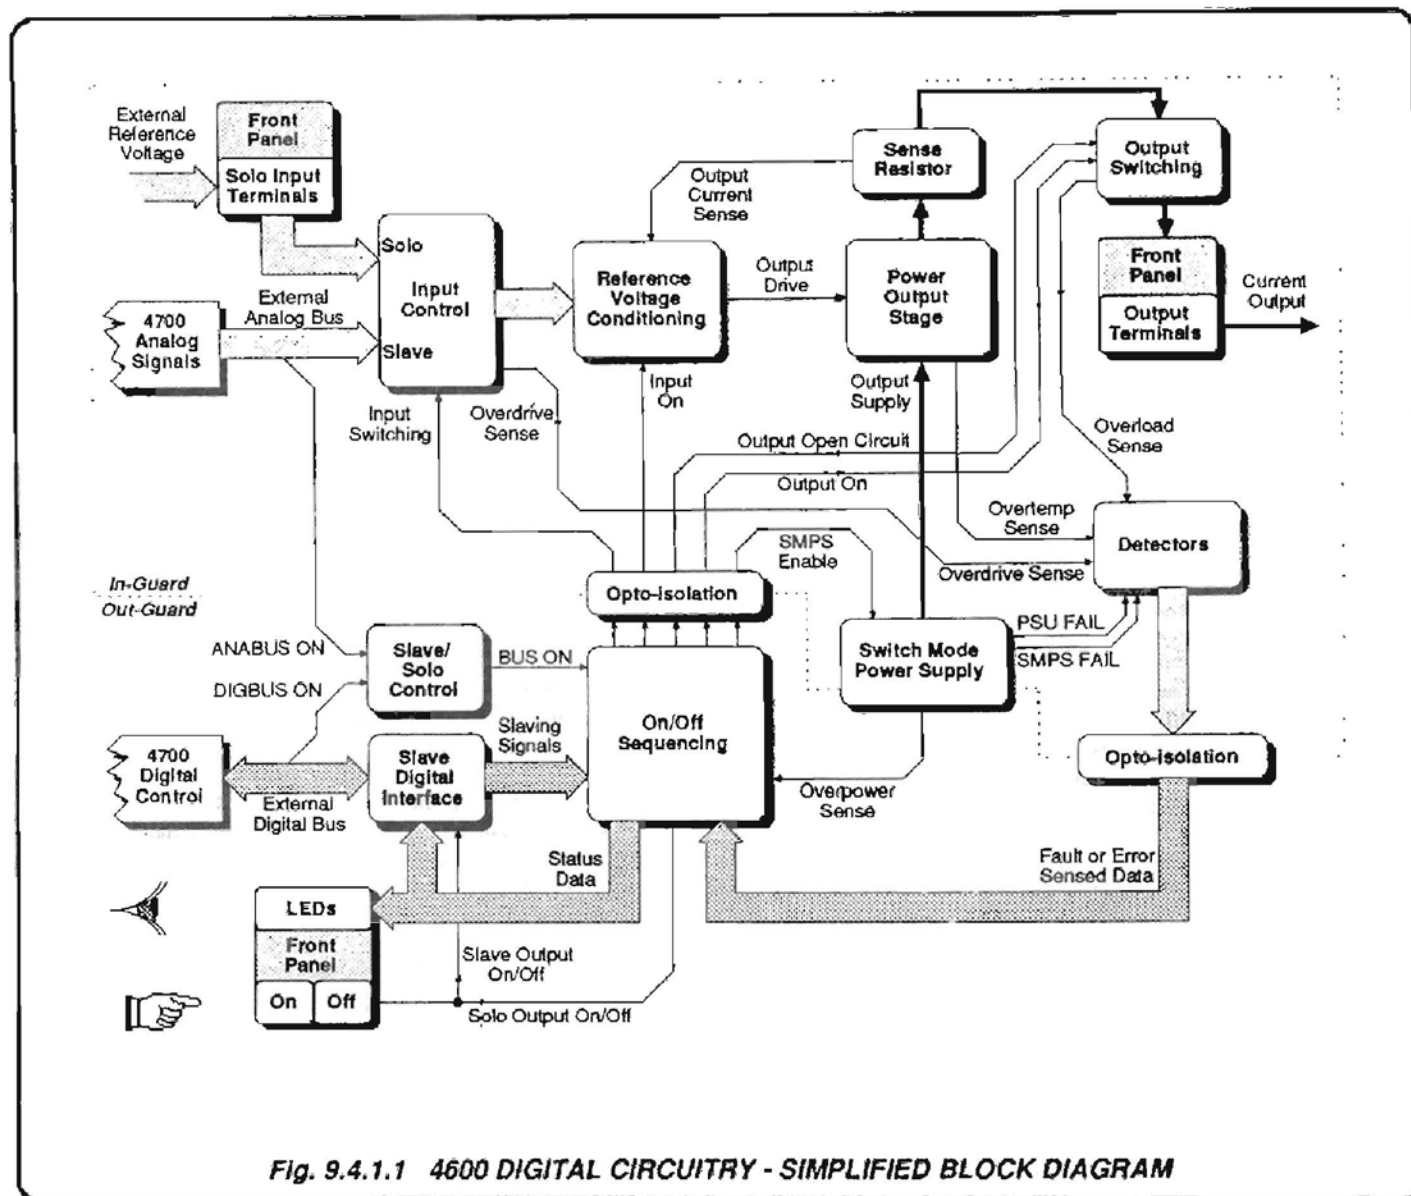 External
Reference
Voltage
Front
Panel
Solo Input
Terminals
Sense
Resistor
Output
Switching
Output
Current
Sense
Solo
Input
Control
Slave
External
Analog Bus
4700
Analog
Signals
Reference
Voltage
Conditioning
Output
Drive
Power
Output
Stage
Front
Panel
Output
Terminals
Current
Output
Input
Switching
Overdrive
Sense
Input
On
Output
Supply
Output Open Circuit
Output On
Overload
Sense
Overtemp
Sense
Detectors
SMPS
Enable
Overdrive Sense
In-Guard
Out-Guard
Opto-isolation
PSU FAIL
SMPS FAIL
ANABUS ON
DIGBUS ON
Slave/
Solo
Control
BUS ON
Switch Mode
Power Supply
On/Off
Sequencing
Slaving
Signals
4700
Digital
Control
External
Digital Bus
Slave
Digital
Interface
Overpower
Sense
Opto-isolation
Status
Data
Fault or Error
Sensed Data
LEDs
Front
Panel
On
Off
Slave Output
On/Off
Solo Output On/Off
Fig. 9.4.1.1 4600 DIGITAL CIRCUITRY - SIMPLIFIED BLOCK DIAGRAM